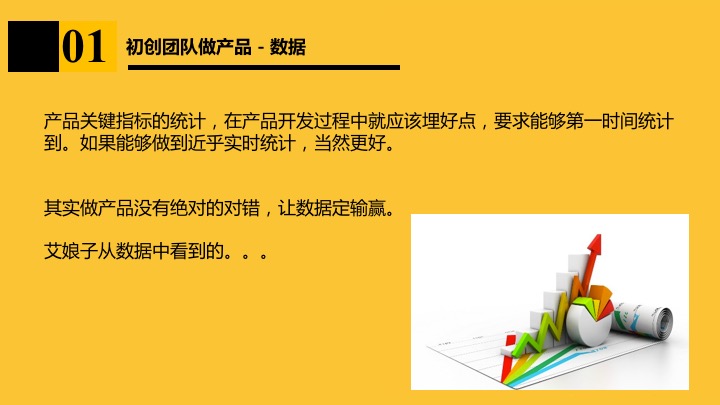 01
初创团队做产品 - 数据
产品关键指标的统计，在产品开发过程中就应该埋好点，要求能够第一时间统计
到。如果能够做到近乎实时统计，当然更好。
其实做产品没有绝对的对错，让数据定输赢。
艾娘子从数据中看到的。。。